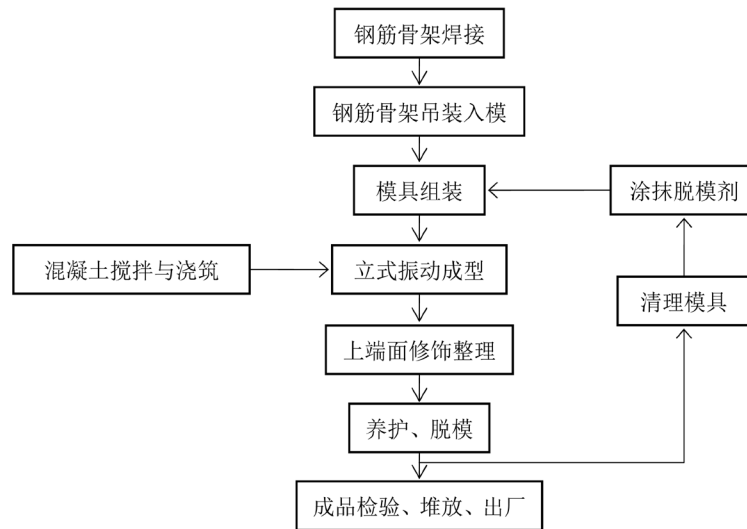 钢筋骨架焊接
钢筋骨架吊装入模
模具组装
涂抹脱模剂
混凝土搅拌与浇筑
立式振动成型
清理模具
上端面修饰整理
养护、脱模
成品检验、堆放、出厂